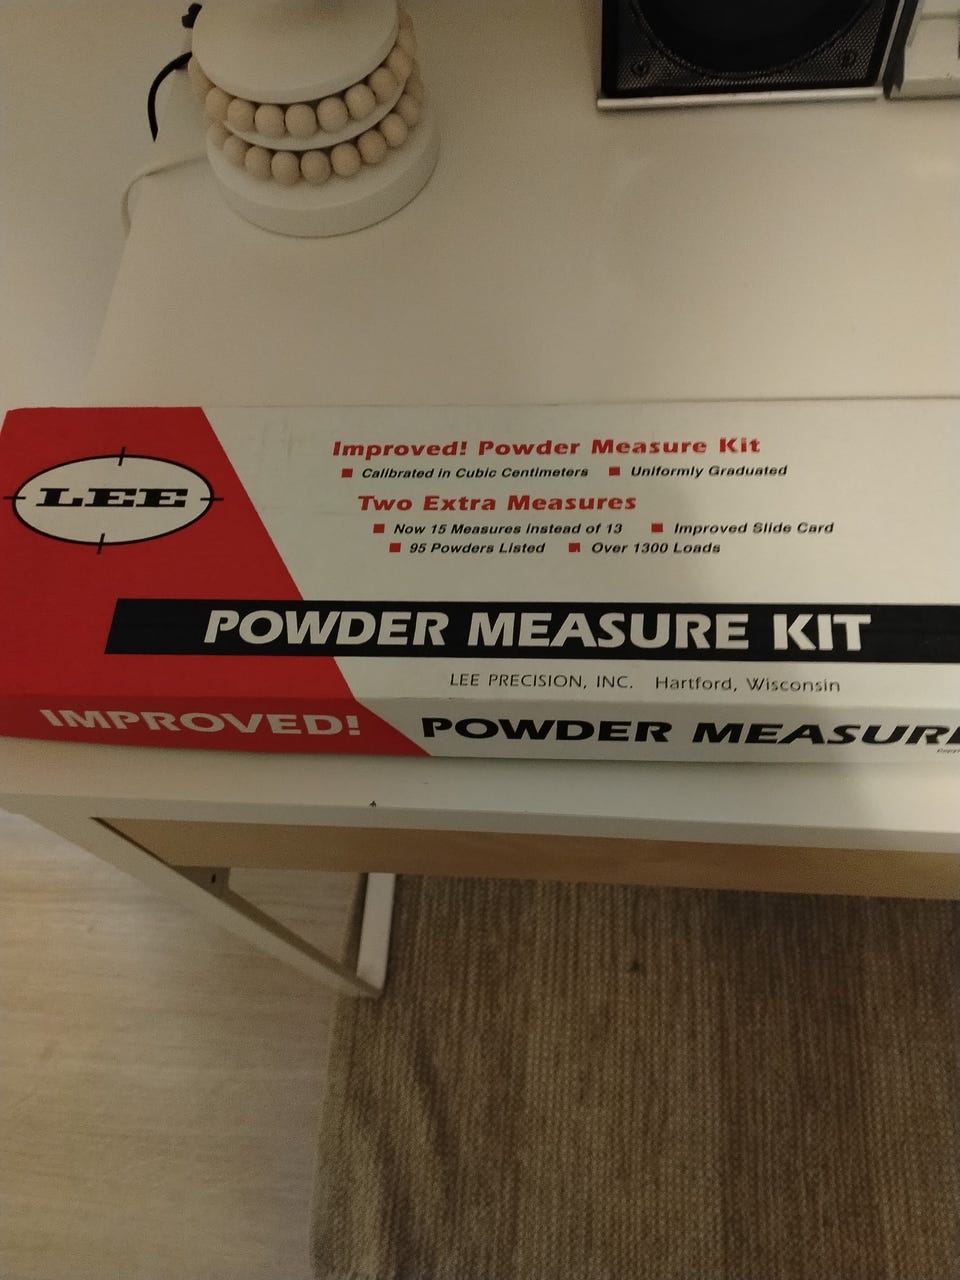 LEE
Improved! Powder Measure Kit
Calibrated in Cubic Centimeters Uniformly Graduated
Two Extra Measures
Now 15 Measures instead of 13 Improved Slide Card
95 Powders Listed Over 1300 Loads
POWDER MEASURE KIT
LEE PRECISION, INC. Hartford, Wisconsin
IMPROVED! POWDER MEASURE